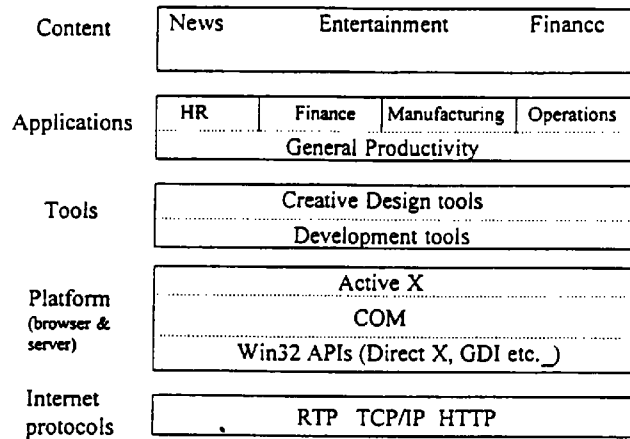 Content
News Entertainment Finance
Applications
HR Finance Manufacturing Operations
General Productivity
Tools
Creative Design tools
Development tools
Platform
(browser &
server)
Active X
COM
Win32 APIs (Direct X, GDI etc._)
Internet
protocols
RTP TCP/IP HTTP